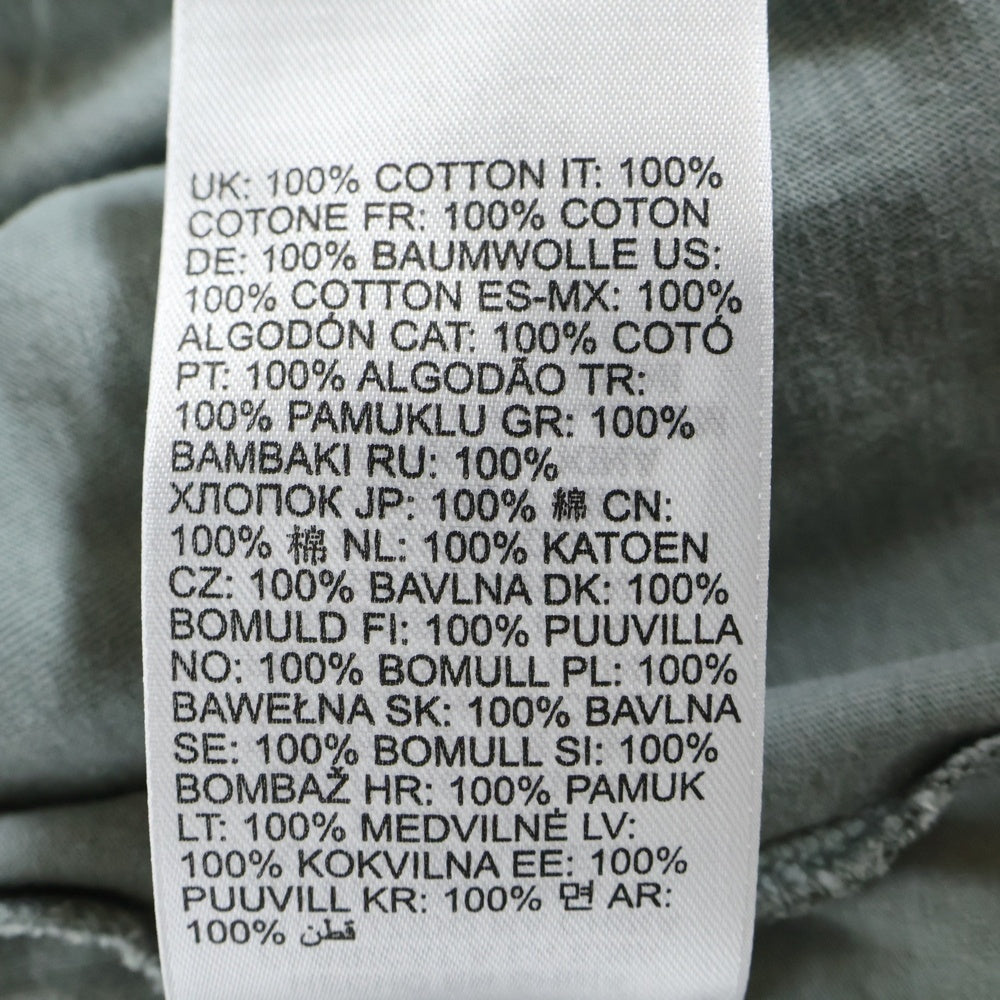 UK: 100% COTTON IT: 100%
COTONE FR: 100% COTON
DE: 100% BAUMWOLLE US:
100% COTTON ES-MX: 100%
ALGODÓN CAT: 100% COTÓ
PT: 100% ALGODÃO TR:
100% PAMUKLU GR: 100%
BAMBAKI RU: 100%
ХЛОПОК JP: 100% 綿 CN:
100% 棉 NL: 100% KATOEN
CZ: 100% BAVLNA DK: 100%
BOMULD FI: 100% PUUVILLA
NO: 100% BOMULL PL: 100%
BAWEŁNA SK: 100% BAVLNA
SE: 100% BOMULL SI: 100%
BOMBAŽ HR: 100% PAMUK
LT: 100% MEDVILNĖ LV:
100% KOKVILNA EE: 100%
PUUVILL KR: 100% 면 AR:
100% قطن